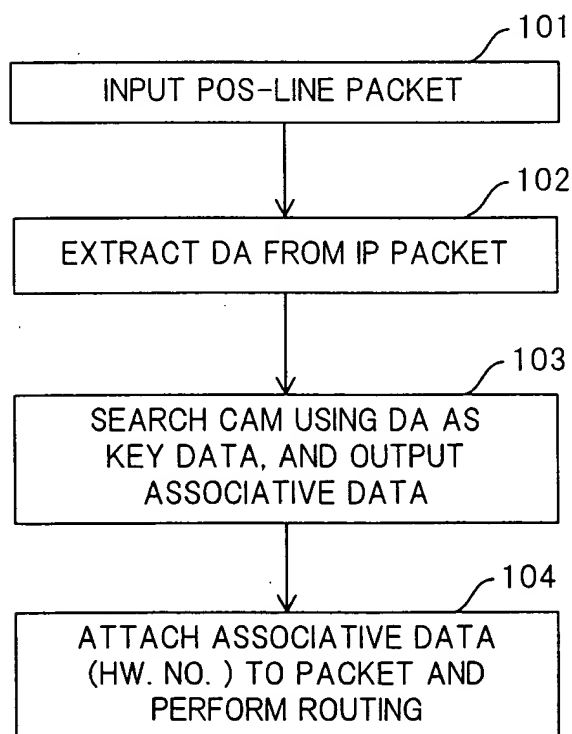 101
INPUT POS-LINE PACKET
102
EXTRACT DA FROM IP PACKET
103
SEARCH CAM USING DA AS
KEY DATA, AND OUTPUT
ASSOCIATIVE DATA
104
ATTACH ASSOCIATIVE DATA
(HW. NO. ) TO PACKET AND
PERFORM ROUTING